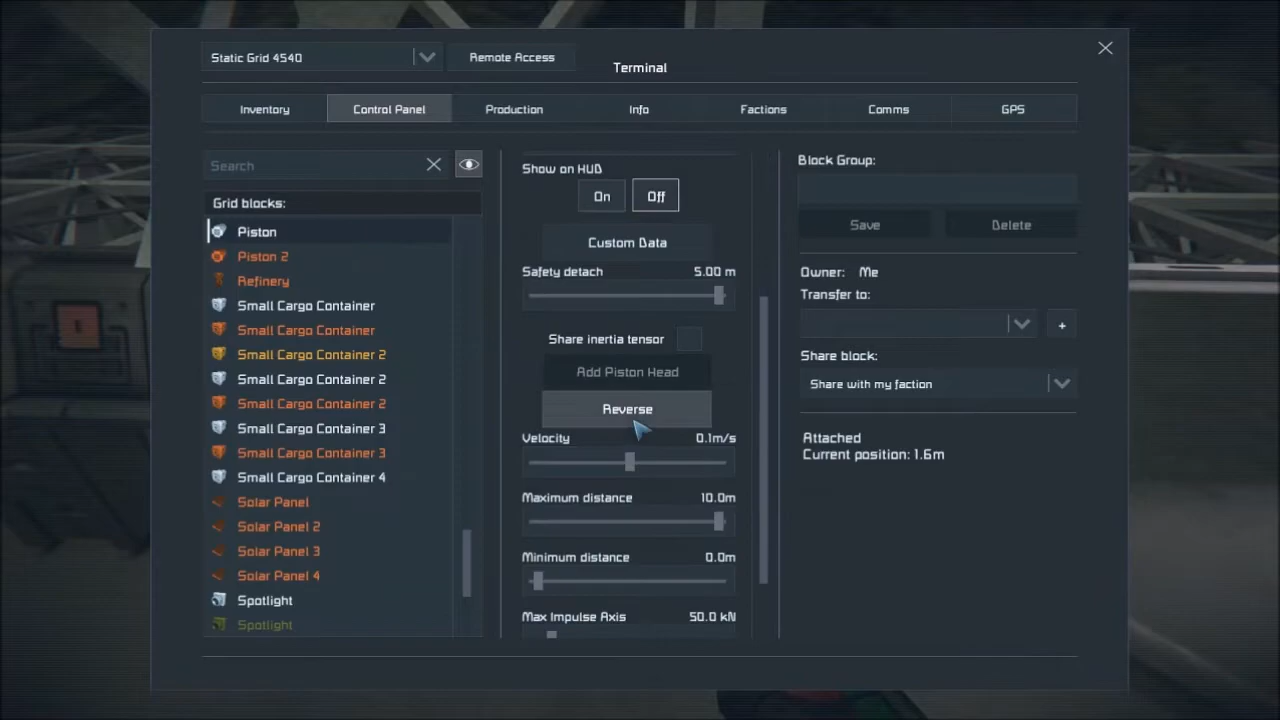 Static Grid 4540
Remote Access
Terminal
Inventory
Control Panel
Production
Info
Factions
Comms
GPS
Search
Grid blocks:
Piston
Piston 2
Refinery
Small Cargo Container
Small Cargo Container
Small Cargo Container 2
Small Cargo Container 2
Small Cargo Container 2
Small Cargo Container 3
Small Cargo Container 3
Small Cargo Container 4
Solar Panel
Solar Panel 2
Solar Panel 3
Solar Panel 4
Spotlight
Spotlight
Show on HUD
On
Off
Custom Data
Safety detach 5.00 m
Share inertia tensor
Add Piston Head
Reverse
Velocity 0.1m/s
Maximum distance 10.0m
Minimum distance 0.0m
Max Impulse Axis 50.0 kN
Block Group:
Save
Delete
Owner: Me
Transfer to:
+
Share block:
Share with my faction
Attached
Current position: 1.6m